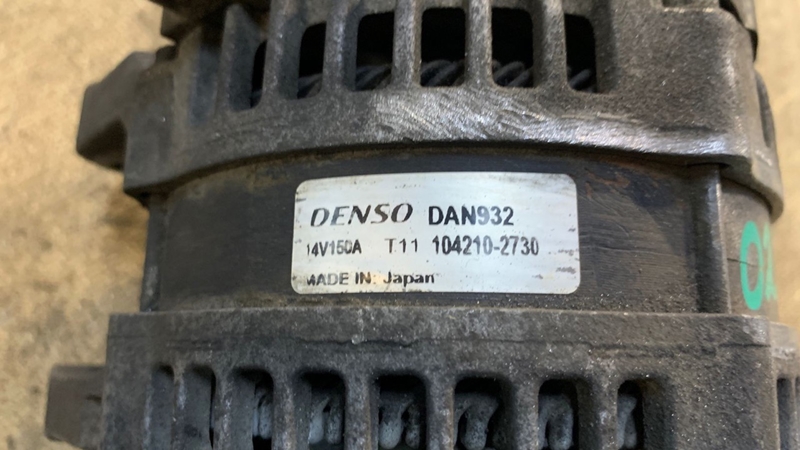 DENSO DAN932
14V150A T11 104210-2730
MADE IN: Japan